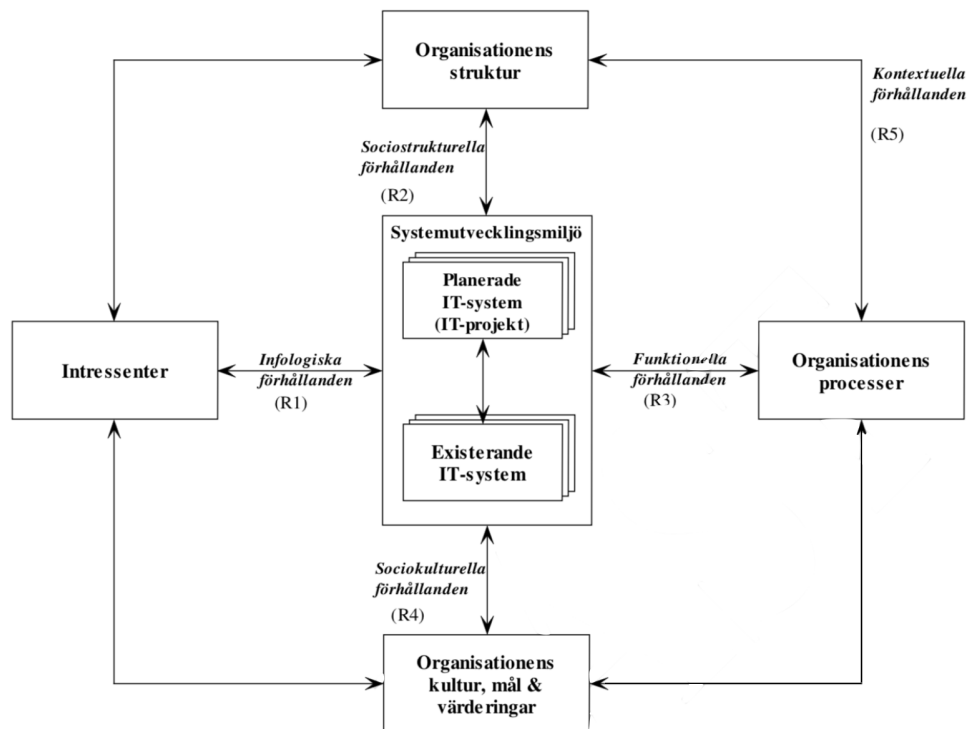 Organisationens
struktur
Kontextuella
förhållanden
(R5)
Sociostrukturella
förhållanden
(R2)
Systemutvecklingsmiljö
Planerade
IT-system
(IT-projekt)
Intressenter
Infologiska
förhållanden
(R1)
Funktionella
förhållanden
(R3)
Organisationens
processer
Existerande
IT-system
Sociokulturella
förhållanden
(R4)
Organisationens
kultur, mål &
värderingar